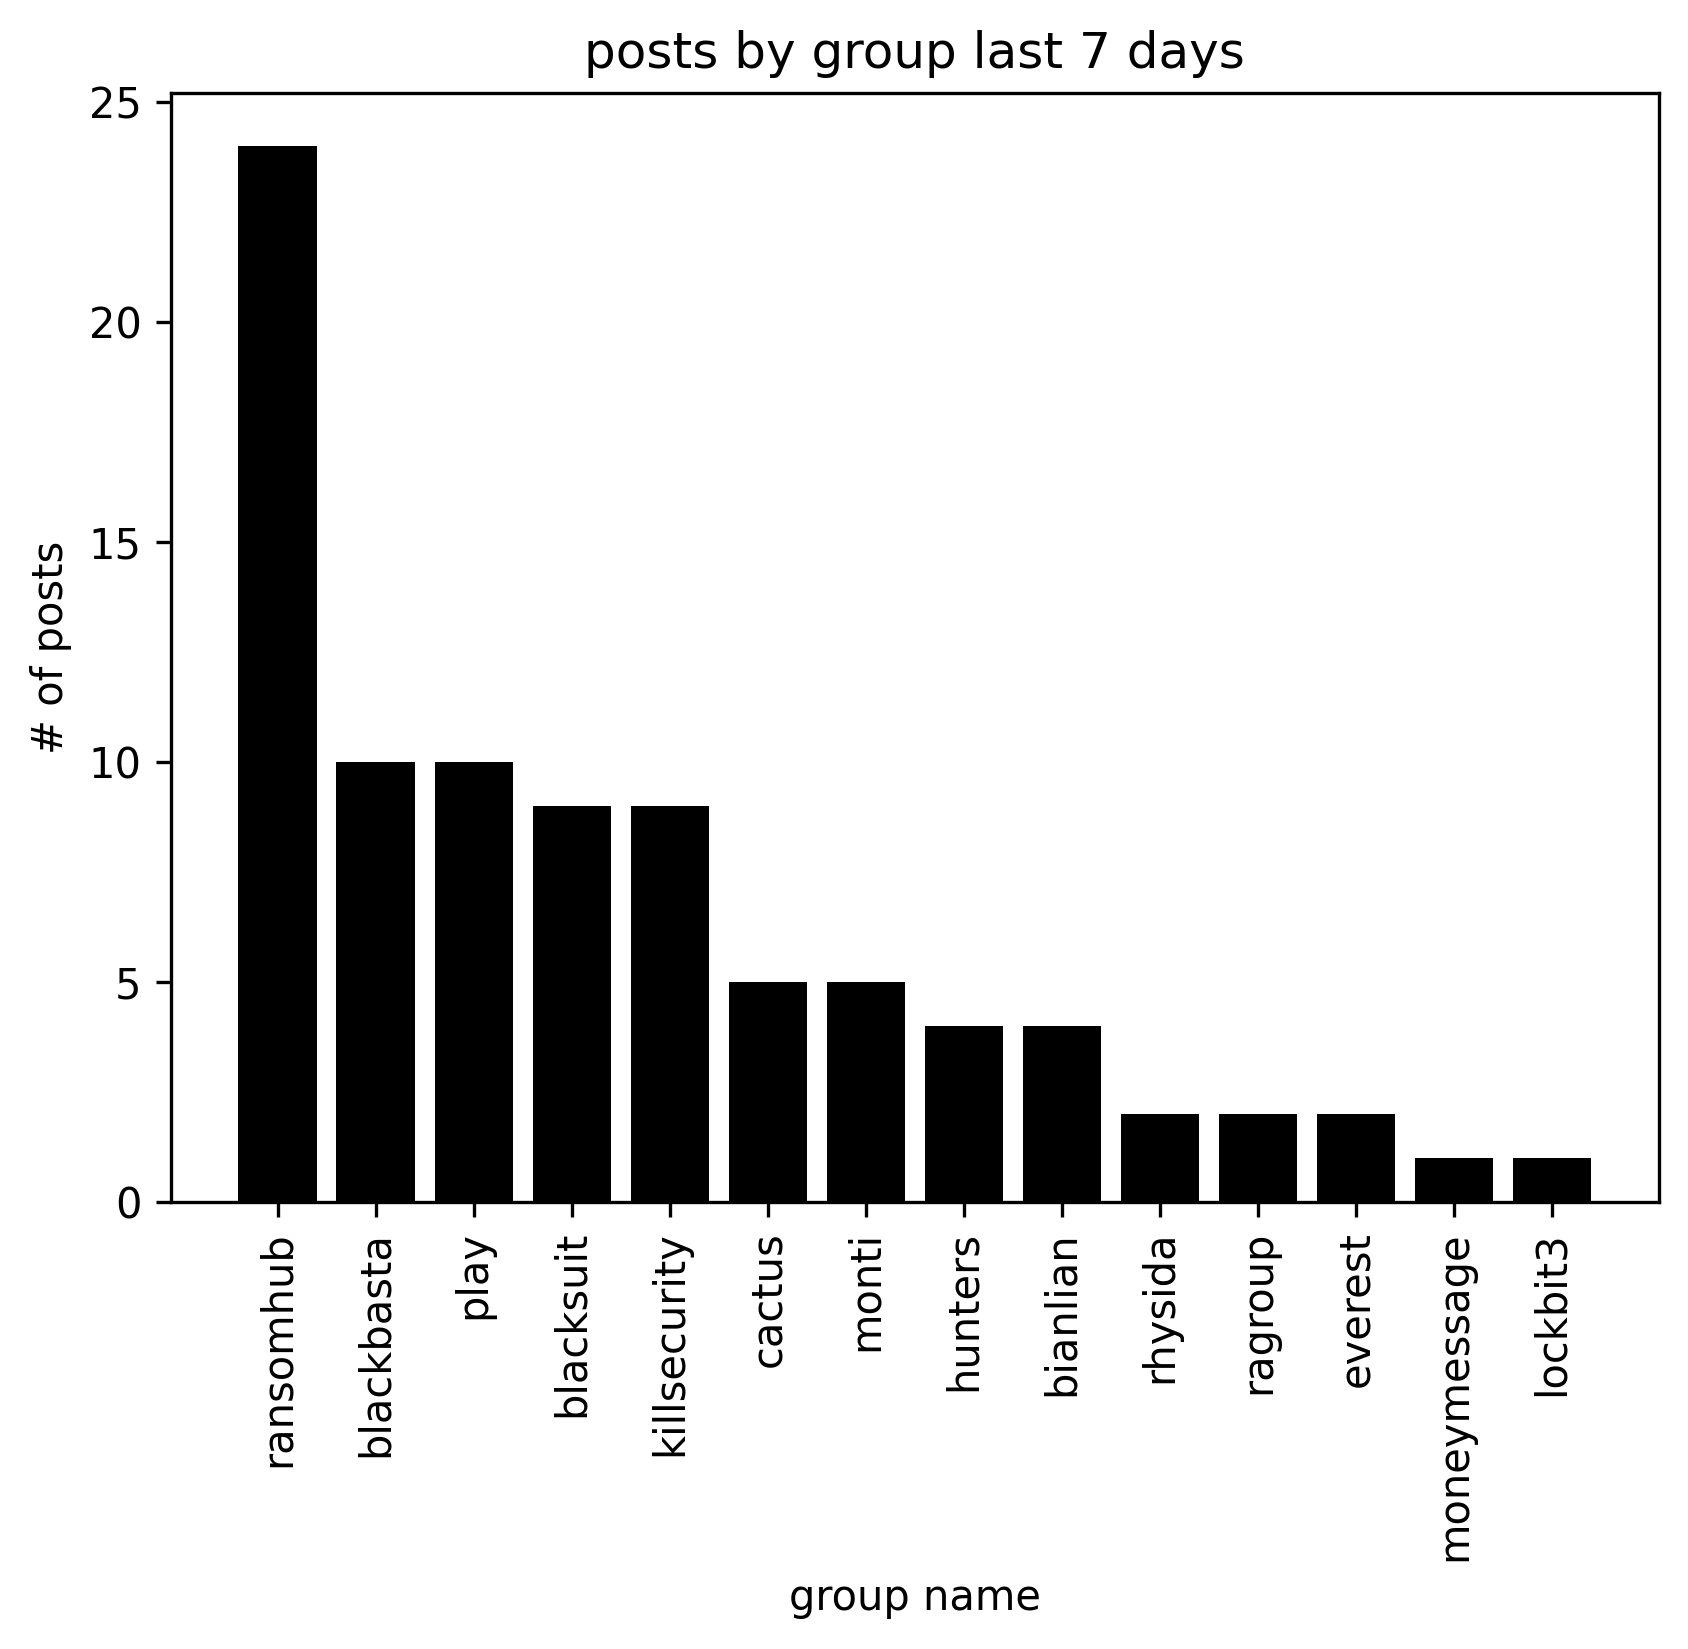 posts by group last 7 days
25
20
15
10
5
0
# of posts
ransomhub
blackbasta
play
blacksuit
killsecurity
cactus
monti
hunters
bianlian
rhysida
ragroup
everest
moneymessage
lockbit3
group name